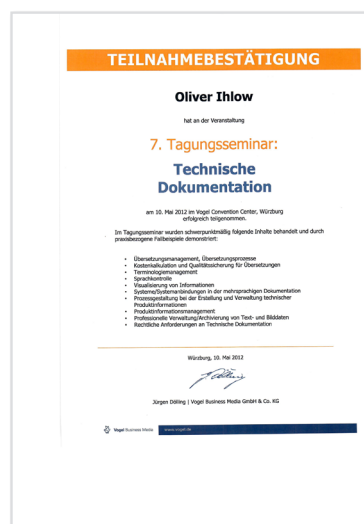 TEILNAHMEBESTÄTIGUNG
Oliver Ihlow
hat an der Veranstaltung
7. Tagungsseminar:
Technische
Dokumentation
am 10. Mai 2012 im Vogel Convention Center, Würzburg
erfolgreich teilgenommen.
Im Tagungsseminar wurden schwerpunktmäßig folgende Inhalte behandelt und durch
praxisbezogene Fallbeispiele demonstriert:
• Übersetzungsmanagement, Übersetzungsprozesse
• Kostenkalkulation und Qualitätssicherung für Übersetzungen
• Terminologiemanagement
• Sprachkontrolle
• Visualisierung von Informationen
• Systeme/Systemanbindungen in der mehrsprachigen Dokumentation
• Prozessgestaltung bei der Erstellung und Verwaltung technischer
Produktinformationen
• Produktinformationsmanagement
• Professionelle Verwaltung/Archivierung von Text- und Bilddaten
• Rechtliche Anforderungen an Technische Dokumentation
Würzburg, 10. Mai 2012
J. Dölling
Jürgen Dölling | Vogel Business Media GmbH & Co. KG
Vogel Business Media
www.vogel.de